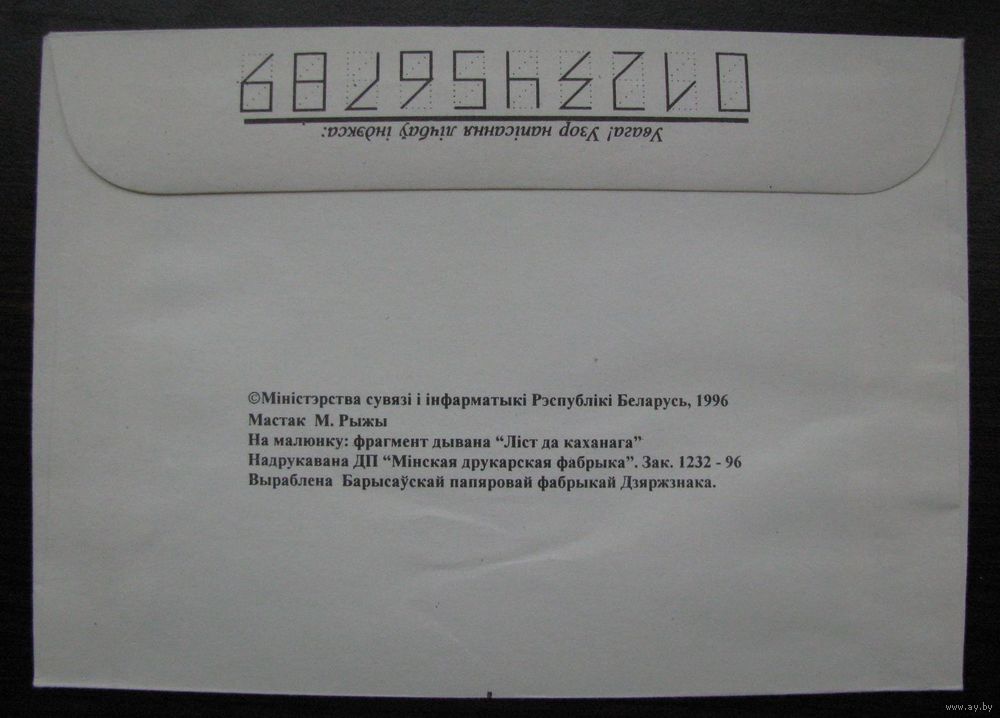 Увага! Узор напісання лічбаў індэкса:
0123456789
©Міністэрства сувязі і інфарматыкі Рэспублікі Беларусь, 1996
Мастак М. Рыжы
На малюнку: фрагмент дывана “Ліст да каханага”
Надрукавана ДП “Мінская друкарская фабрыка”. Зак. 1232 - 96
Выраблена Барысаўскай папяровай фабрыкай Дзяржзнака.
www.ay.by